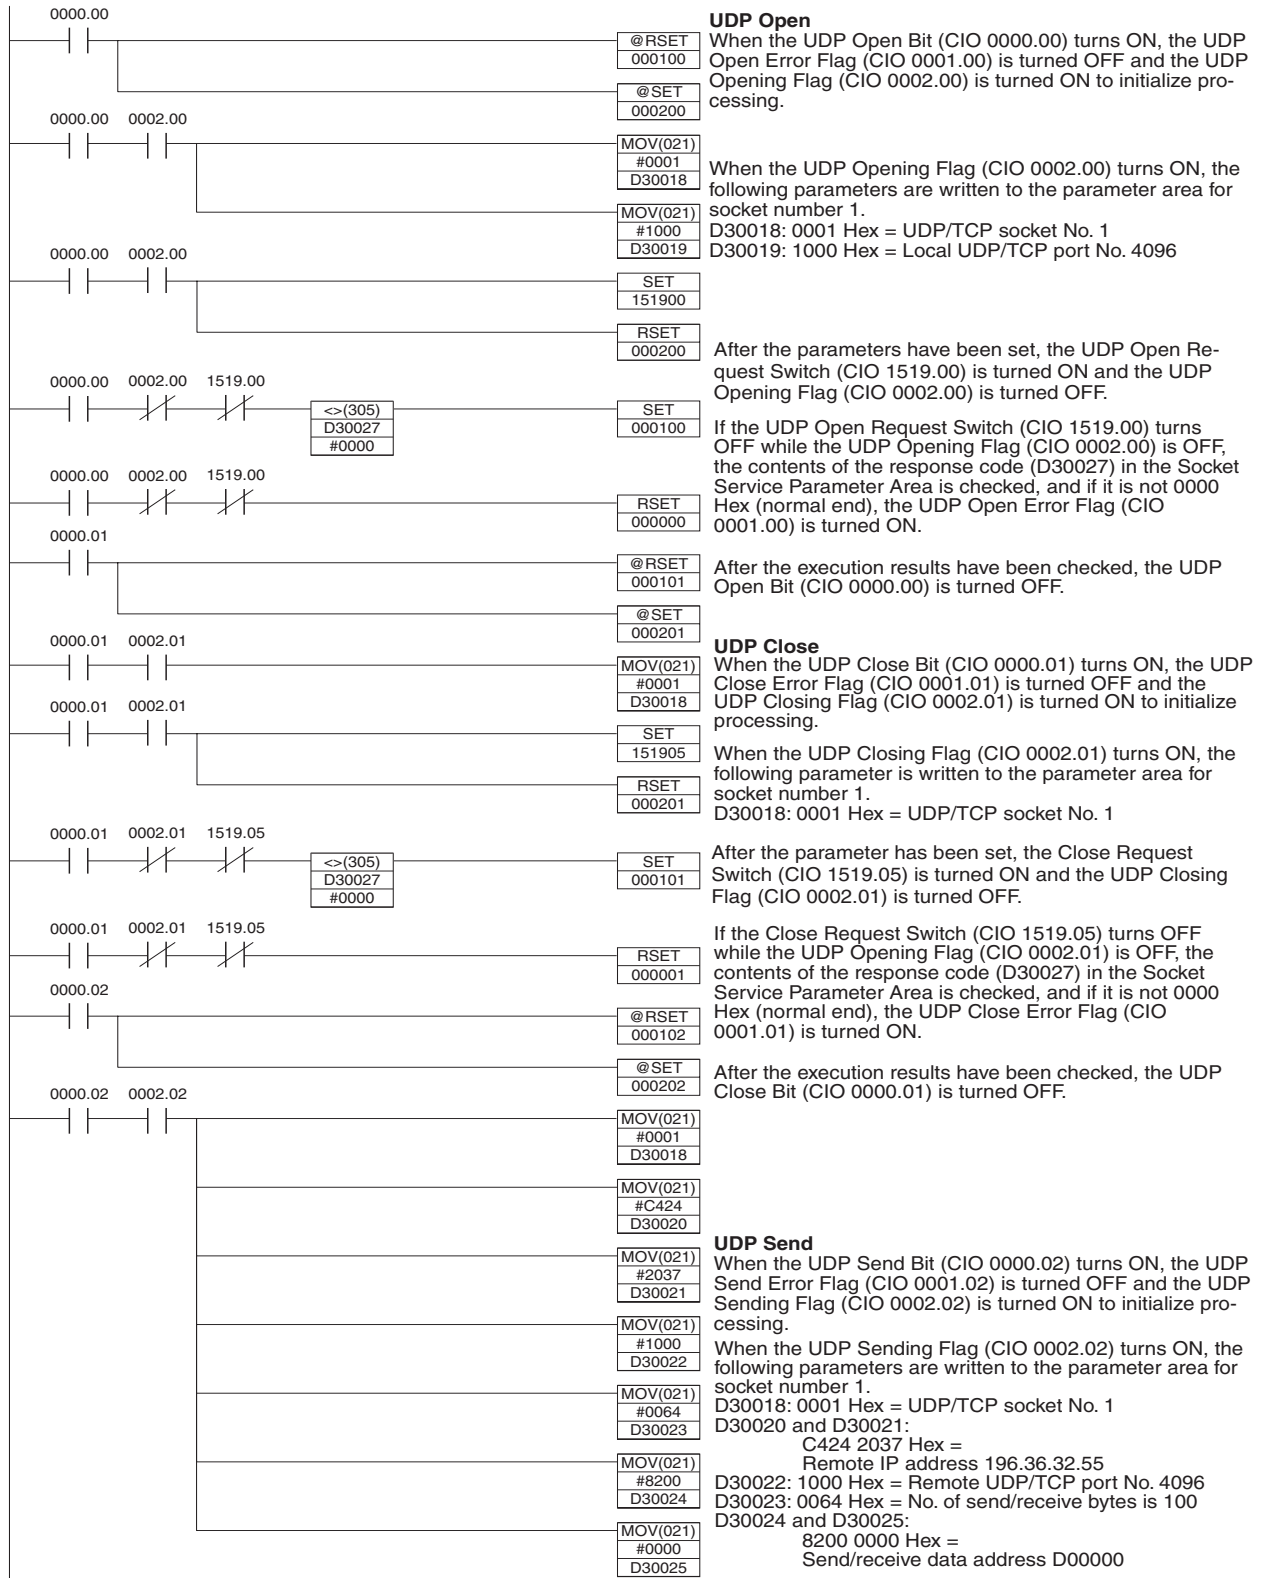 0000.00
@RSET
000100
@SET
000200
UDP Open
When the UDP Open Bit (CIO 0000.00) turns ON, the UDP
Open Error Flag (CIO 0001.00) is turned OFF and the UDP
Opening Flag (CIO 0002.00) is turned ON to initialize pro-
cessing.
0000.00 0002.00
MOV(021)
#0001
D30018
MOV(021)
#1000
D30019
When the UDP Opening Flag (CIO 0002.00) turns ON, the
following parameters are written to the parameter area for
socket number 1.
D30018: 0001 Hex = UDP/TCP socket No. 1
D30019: 1000 Hex = Local UDP/TCP port No. 4096
0000.00 0002.00
SET
151900
RSET
000200
After the parameters have been set, the UDP Open Re-
quest Switch (CIO 1519.00) is turned ON and the UDP
Opening Flag (CIO 0002.00) is turned OFF.
0000.00 0002.00 1519.00
<>(305)
D30027
#0000
SET
000100
If the UDP Open Request Switch (CIO 1519.00) turns
OFF while the UDP Opening Flag (CIO 0002.00) is OFF,
the contents of the response code (D30027) in the Socket
Service Parameter Area is checked, and if it is not 0000
Hex (normal end), the UDP Open Error Flag (CIO
0001.00) is turned ON.
0000.00 0002.00 1519.00
RSET
000000
0000.01
@RSET
000101
@SET
000201
After the execution results have been checked, the UDP
Open Bit (CIO 0000.00) is turned OFF.
0000.01 0002.01
MOV(021)
#0001
D30018
UDP Close
When the UDP Close Bit (CIO 0000.01) turns ON, the UDP
Close Error Flag (CIO 0001.01) is turned OFF and the
UDP Closing Flag (CIO 0002.01) is turned ON to initialize
processing.
0000.01 0002.01
SET
151905
RSET
000201
When the UDP Closing Flag (CIO 0002.01) turns ON, the
following parameter is written to the parameter area for
socket number 1.
D30018: 0001 Hex = UDP/TCP socket No. 1
0000.01 0002.01 1519.05
<>(305)
D30027
#0000
SET
000101
After the parameter has been set, the Close Request
Switch (CIO 1519.05) is turned ON and the UDP Closing
Flag (CIO 0002.01) is turned OFF.
0000.01 0002.01 1519.05
RSET
000001
If the Close Request Switch (CIO 1519.05) turns OFF
while the UDP Opening Flag (CIO 0002.01) is OFF, the
contents of the response code (D30027) in the Socket
Service Parameter Area is checked, and if it is not 0000
Hex (normal end), the UDP Close Error Flag (CIO
0001.01) is turned ON.
0000.02
@RSET
000102
@SET
000202
After the execution results have been checked, the UDP
Close Bit (CIO 0000.01) is turned OFF.
0000.02 0002.02
MOV(021)
#0001
D30018
MOV(021)
#C424
D30020
MOV(021)
#2037
D30021
MOV(021)
#1000
D30022
MOV(021)
#0064
D30023
MOV(021)
#8200
D30024
MOV(021)
#0000
D30025
UDP Send
When the UDP Send Bit (CIO 0000.02) turns ON, the UDP
Send Error Flag (CIO 0001.02) is turned OFF and the UDP
Sending Flag (CIO 0002.02) is turned ON to initialize pro-
cessing.
When the UDP Sending Flag (CIO 0002.02) turns ON, the
following parameters are written to the parameter area for
socket number 1.
D30018: 0001 Hex = UDP/TCP socket No. 1
D30020 and D30021:
C424 2037 Hex =
Remote IP address 196.36.32.55
D30022: 1000 Hex = Remote UDP/TCP port No. 4096
D30023: 0064 Hex = No. of send/receive bytes is 100
D30024 and D30025:
8200 0000 Hex =
Send/receive data address D00000